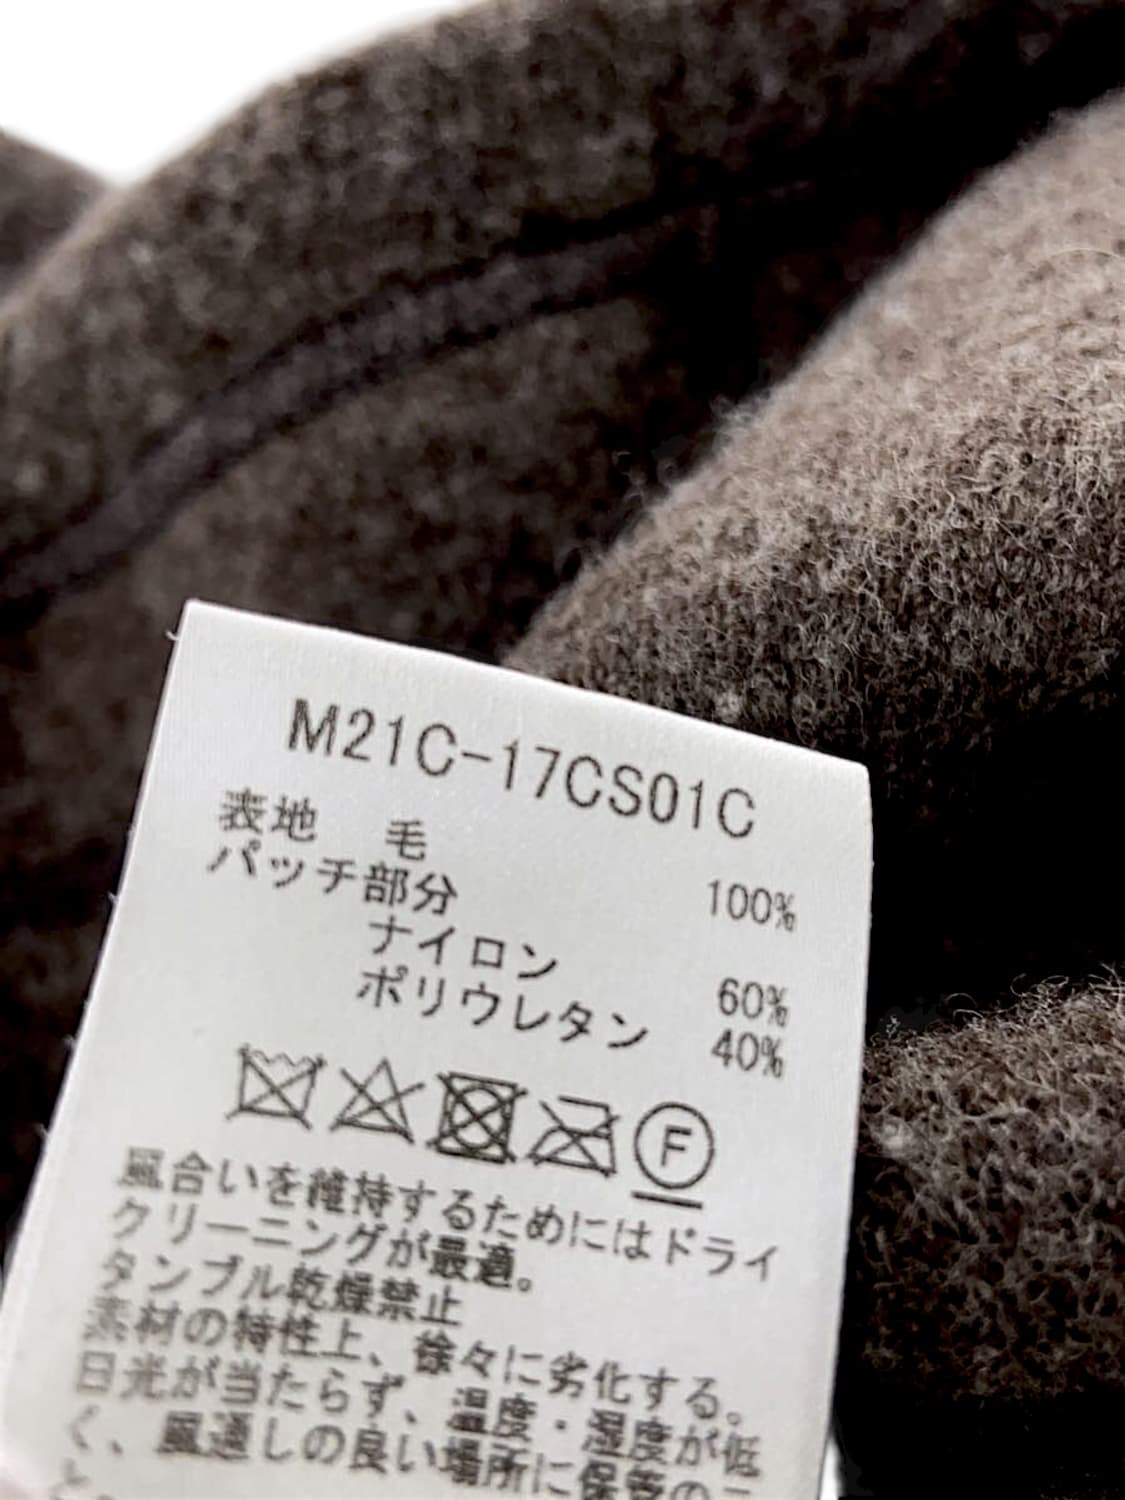 M21C-17CS01C
表地 毛 100%
パッチ部分
ナイロン 60%
ポリウレタン 40%
F
風合いを維持するためにはドライ
クリーニングが最適。
タンブル乾燥禁止
素材の特性上、徐々に劣化する。
日光が当たらず、温度・湿度が低
く、風通しの良い場所に保管のこ
と。